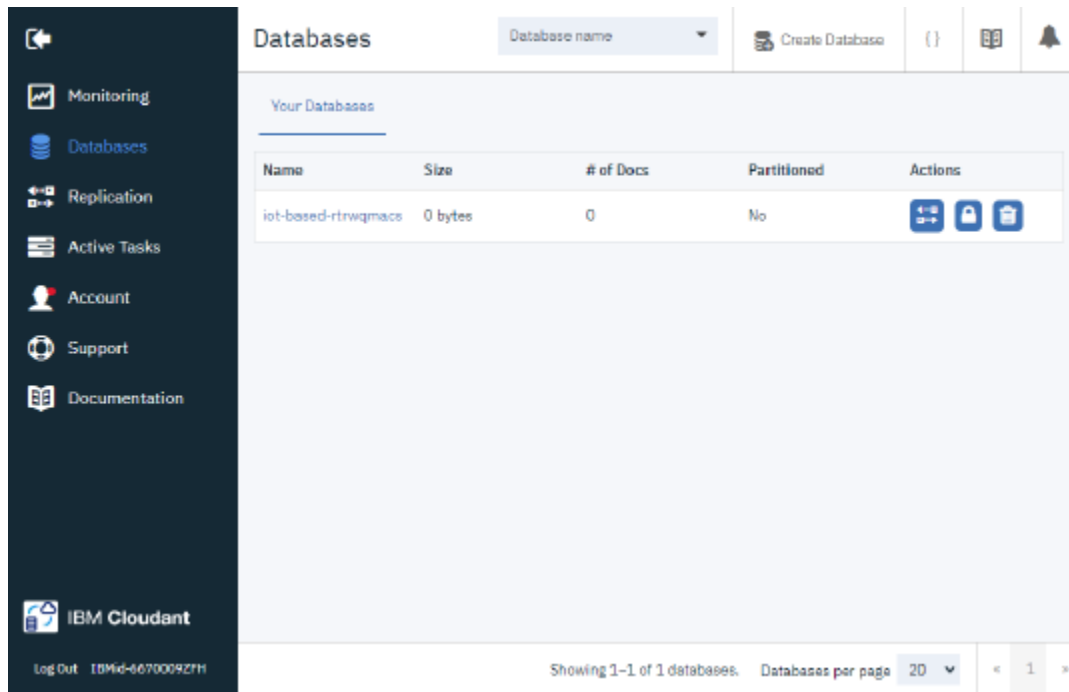 Databases
Database name
Create Database
{ }
Monitoring
Databases
Replication
Active Tasks
Account
Support
Documentation
Your Databases
Name Size # of Docs Partitioned Actions
iot-based-rtrwqmacs 0 bytes 0 No
IBM Cloudant
Log Out IBMid-6670009ZFH
Showing 1–1 of 1 databases. Databases per page 20 « 1 »